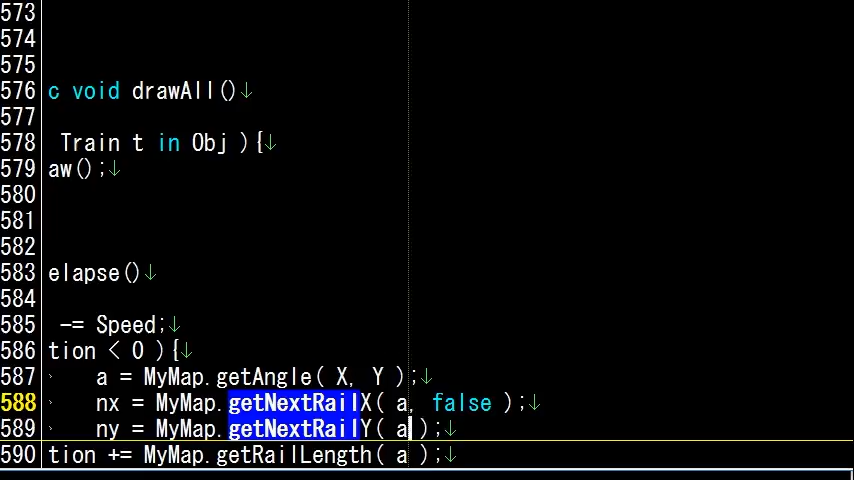 573
574
575
576 c void drawAll()↓
577
578 Train t in Obj ){↓
579 aw();↓
580
581
582
583 elapse()↓
584
585 -= Speed;↓
586 tion < 0 ){↓
587 a = MyMap.getAngle( X, Y );↓
588 nx = MyMap.getNextRailX( a, false );↓
589 ny = MyMap.getNextRailY( a );↓
590 tion += MyMap.getRailLength( a );↓